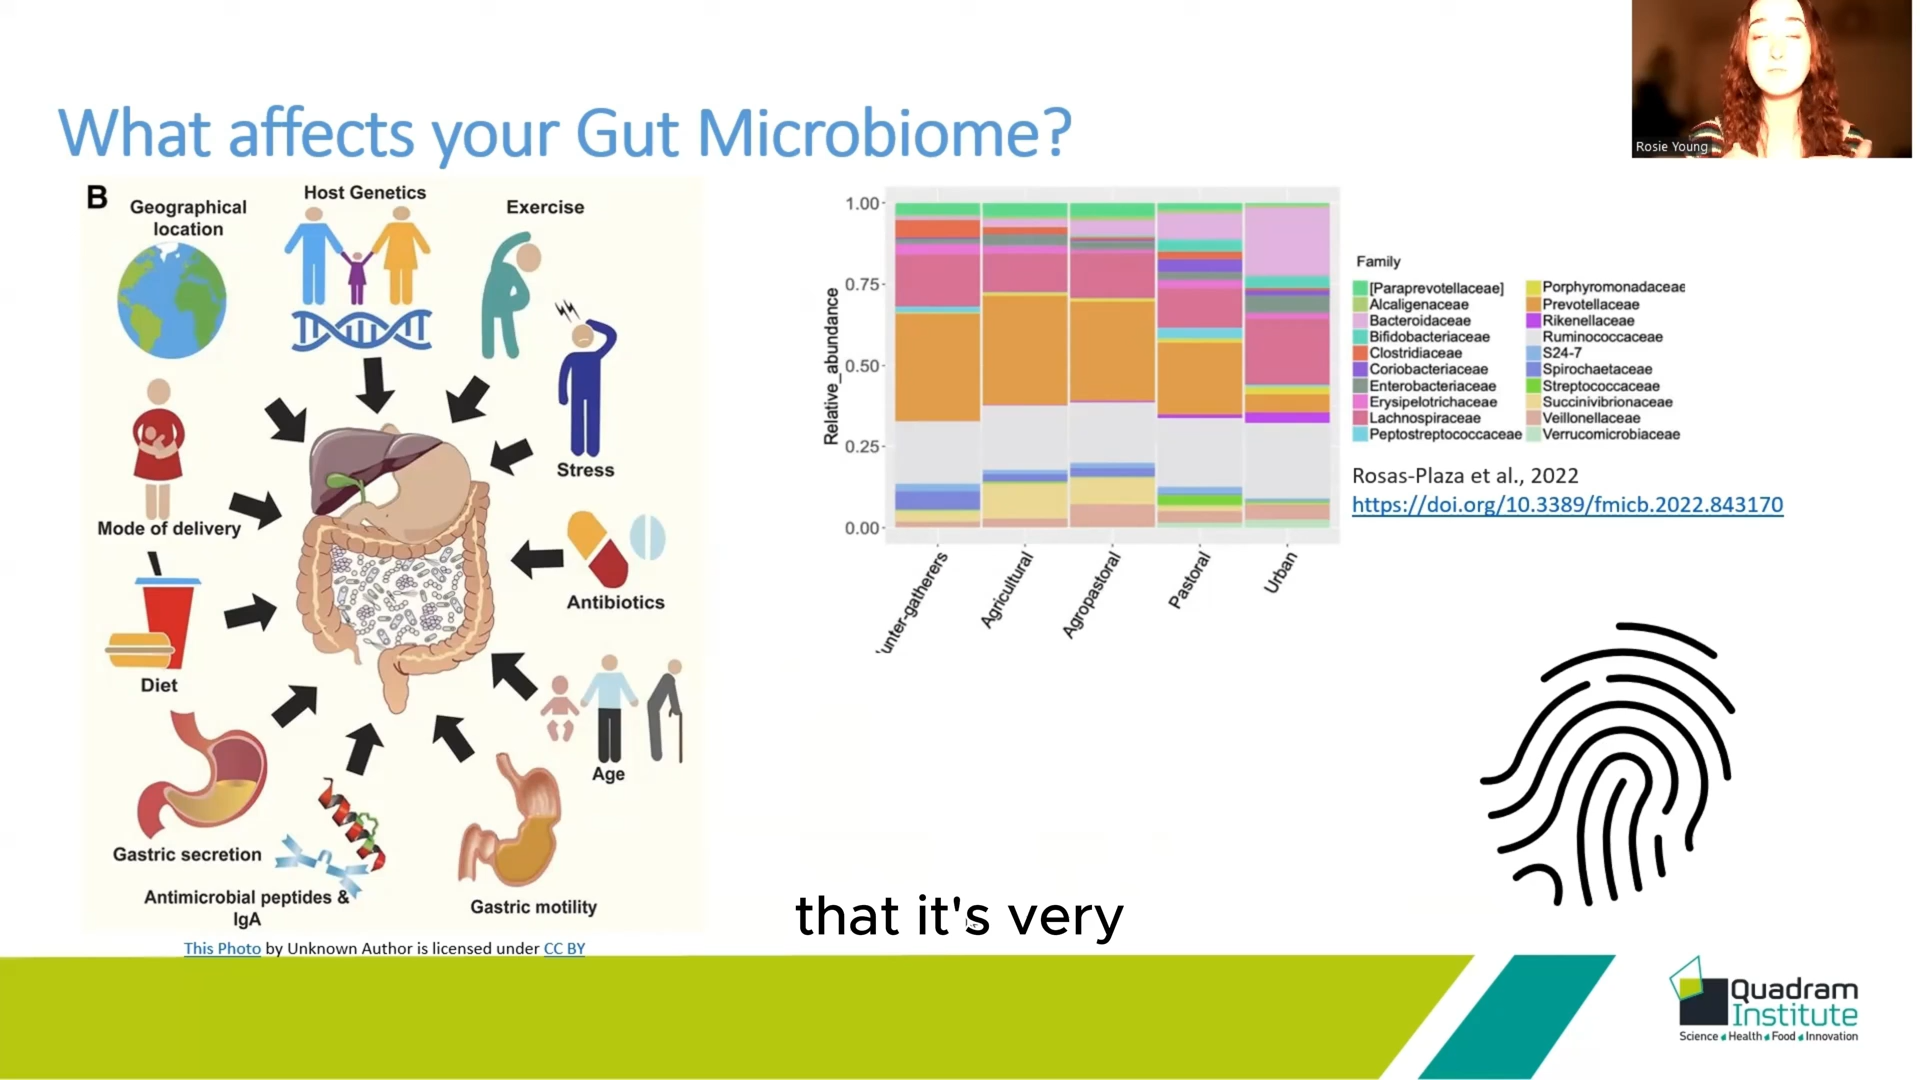 Rosie Young
What affects your Gut Microbiome?
B
Geographical
location
Host Genetics
Exercise
Stress
Mode of delivery
Antibiotics
Diet
Age
Gastric secretion
Antimicrobial peptides &
IgA
Gastric motility
This Photo by Unknown Author is licensed under CC BY
Relative_abundance
1.00
0.75
0.50
0.25
0.00
unter-gatherers
Agricultural
Agropastoral
Pastoral
Urban
Family
[Paraprevotellaceae]
Alcaligenaceae
Bacteroidaceae
Bifidobacteriaceae
Clostridiaceae
Coriobacteriaceae
Enterobacteriaceae
Erysipelotrichaceae
Lachnospiraceae
Peptostreptococcaceae
Porphyromonadaceae
Prevotellaceae
Rikenellaceae
Ruminococcaceae
S24-7
Spirochaetaceae
Streptococcaceae
Succinivibrionaceae
Veillonellaceae
Verrucomicrobiaceae
Rosas-Plaza et al., 2022
https://doi.org/10.3389/fmicb.2022.843170
that it's very
Quadram
Institute
Science Health Food Innovation